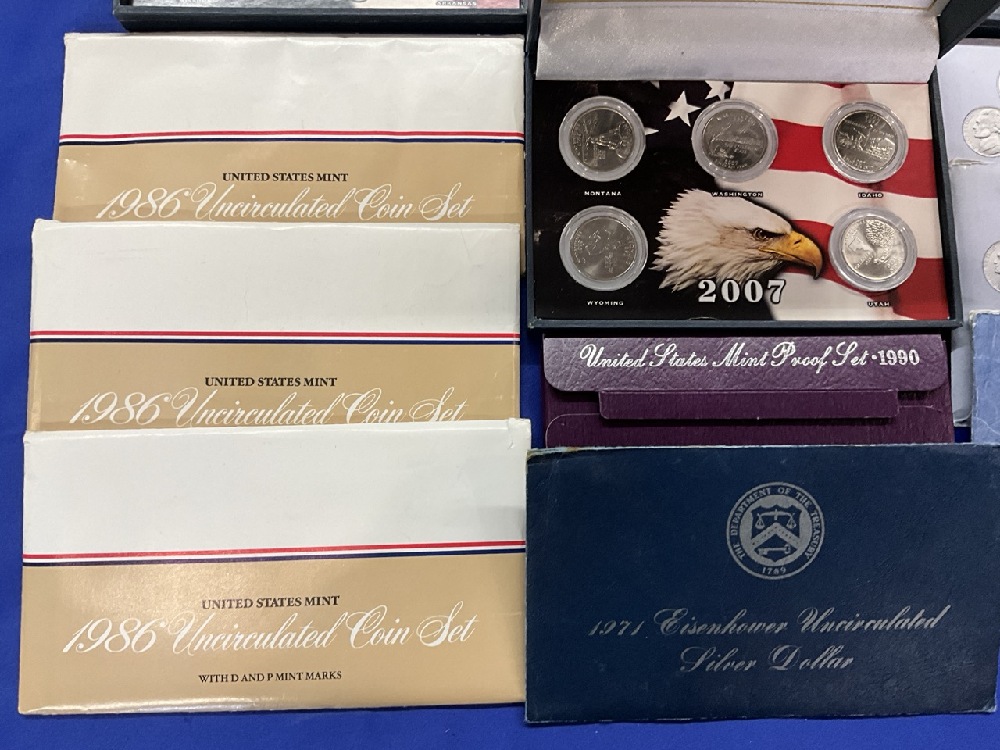 ARKANSAS
UNITED STATES MINT
1986 Uncirculated Coin Set
UNITED STATES MINT
1986 Uncirculated Coin Set
UNITED STATES MINT
1986 Uncirculated Coin Set
WITH D AND P MINT MARKS
MONTANA
WASHINGTON
IDAHO
WYOMING
2007
UTAH
United States Mint Proof Set·1990
THE DEPARTMENT OF THE TREASURY
1789
1971 Eisenhower Uncirculated
Silver Dollar